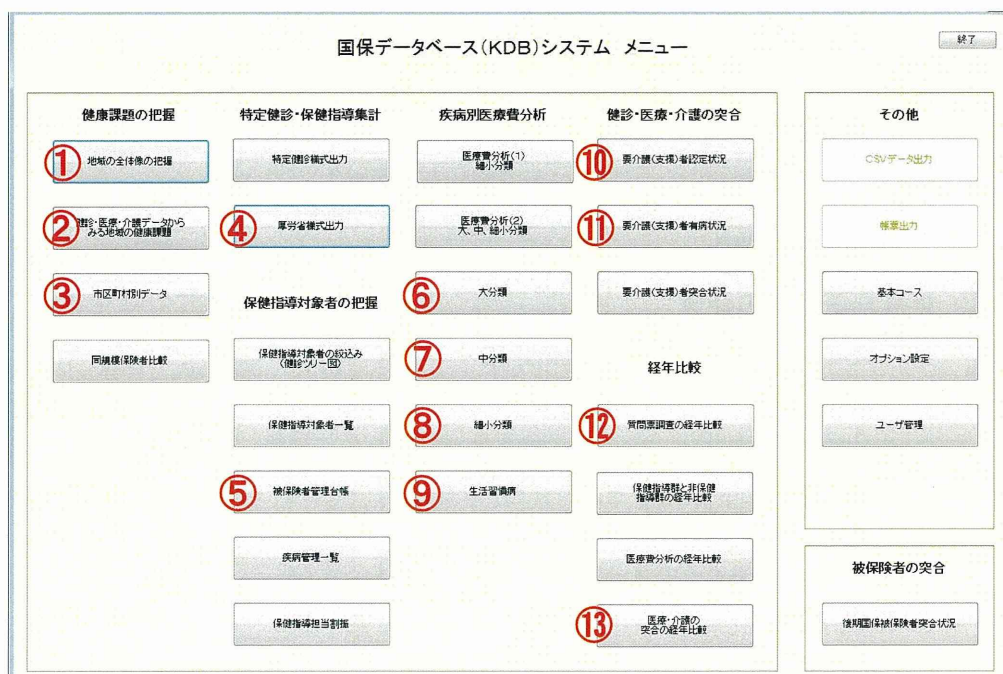 国保データベース(KDB)システム メニュー
終了
健康課題の把握
① 地域の全体像の把握
② 健診・医療・介護データから
みる地域の健康課題
③ 市区町村別データ
同規模保険者比較
特定健診・保健指導集計
特定健診様式出力
④ 厚労省様式出力
保健指導対象者の把握
保健指導対象者の絞込み
(健診ツリー図)
保健指導対象者一覧
⑤ 被保険者管理台帳
疾病管理一覧
保健指導担当割振
疾病別医療費分析
医療費分析(1)
細小分類
医療費分析(2)
大、中、細小分類
⑥ 大分類
⑦ 中分類
⑧ 細小分類
⑨ 生活習慣病
健診・医療・介護の突合
⑩ 要介護(支援)者認定状況
⑪ 要介護(支援)者有病状況
要介護(支援)者突合状況
経年比較
⑫ 質問票調査の経年比較
保健指導群と非保健
指導群の経年比較
医療費分析の経年比較
⑬ 医療・介護の
突合の経年比較
その他
CSVデータ出力
帳票出力
基本コース
オプション設定
ユーザ管理
被保険者の突合
後期国保被保険者突合状況